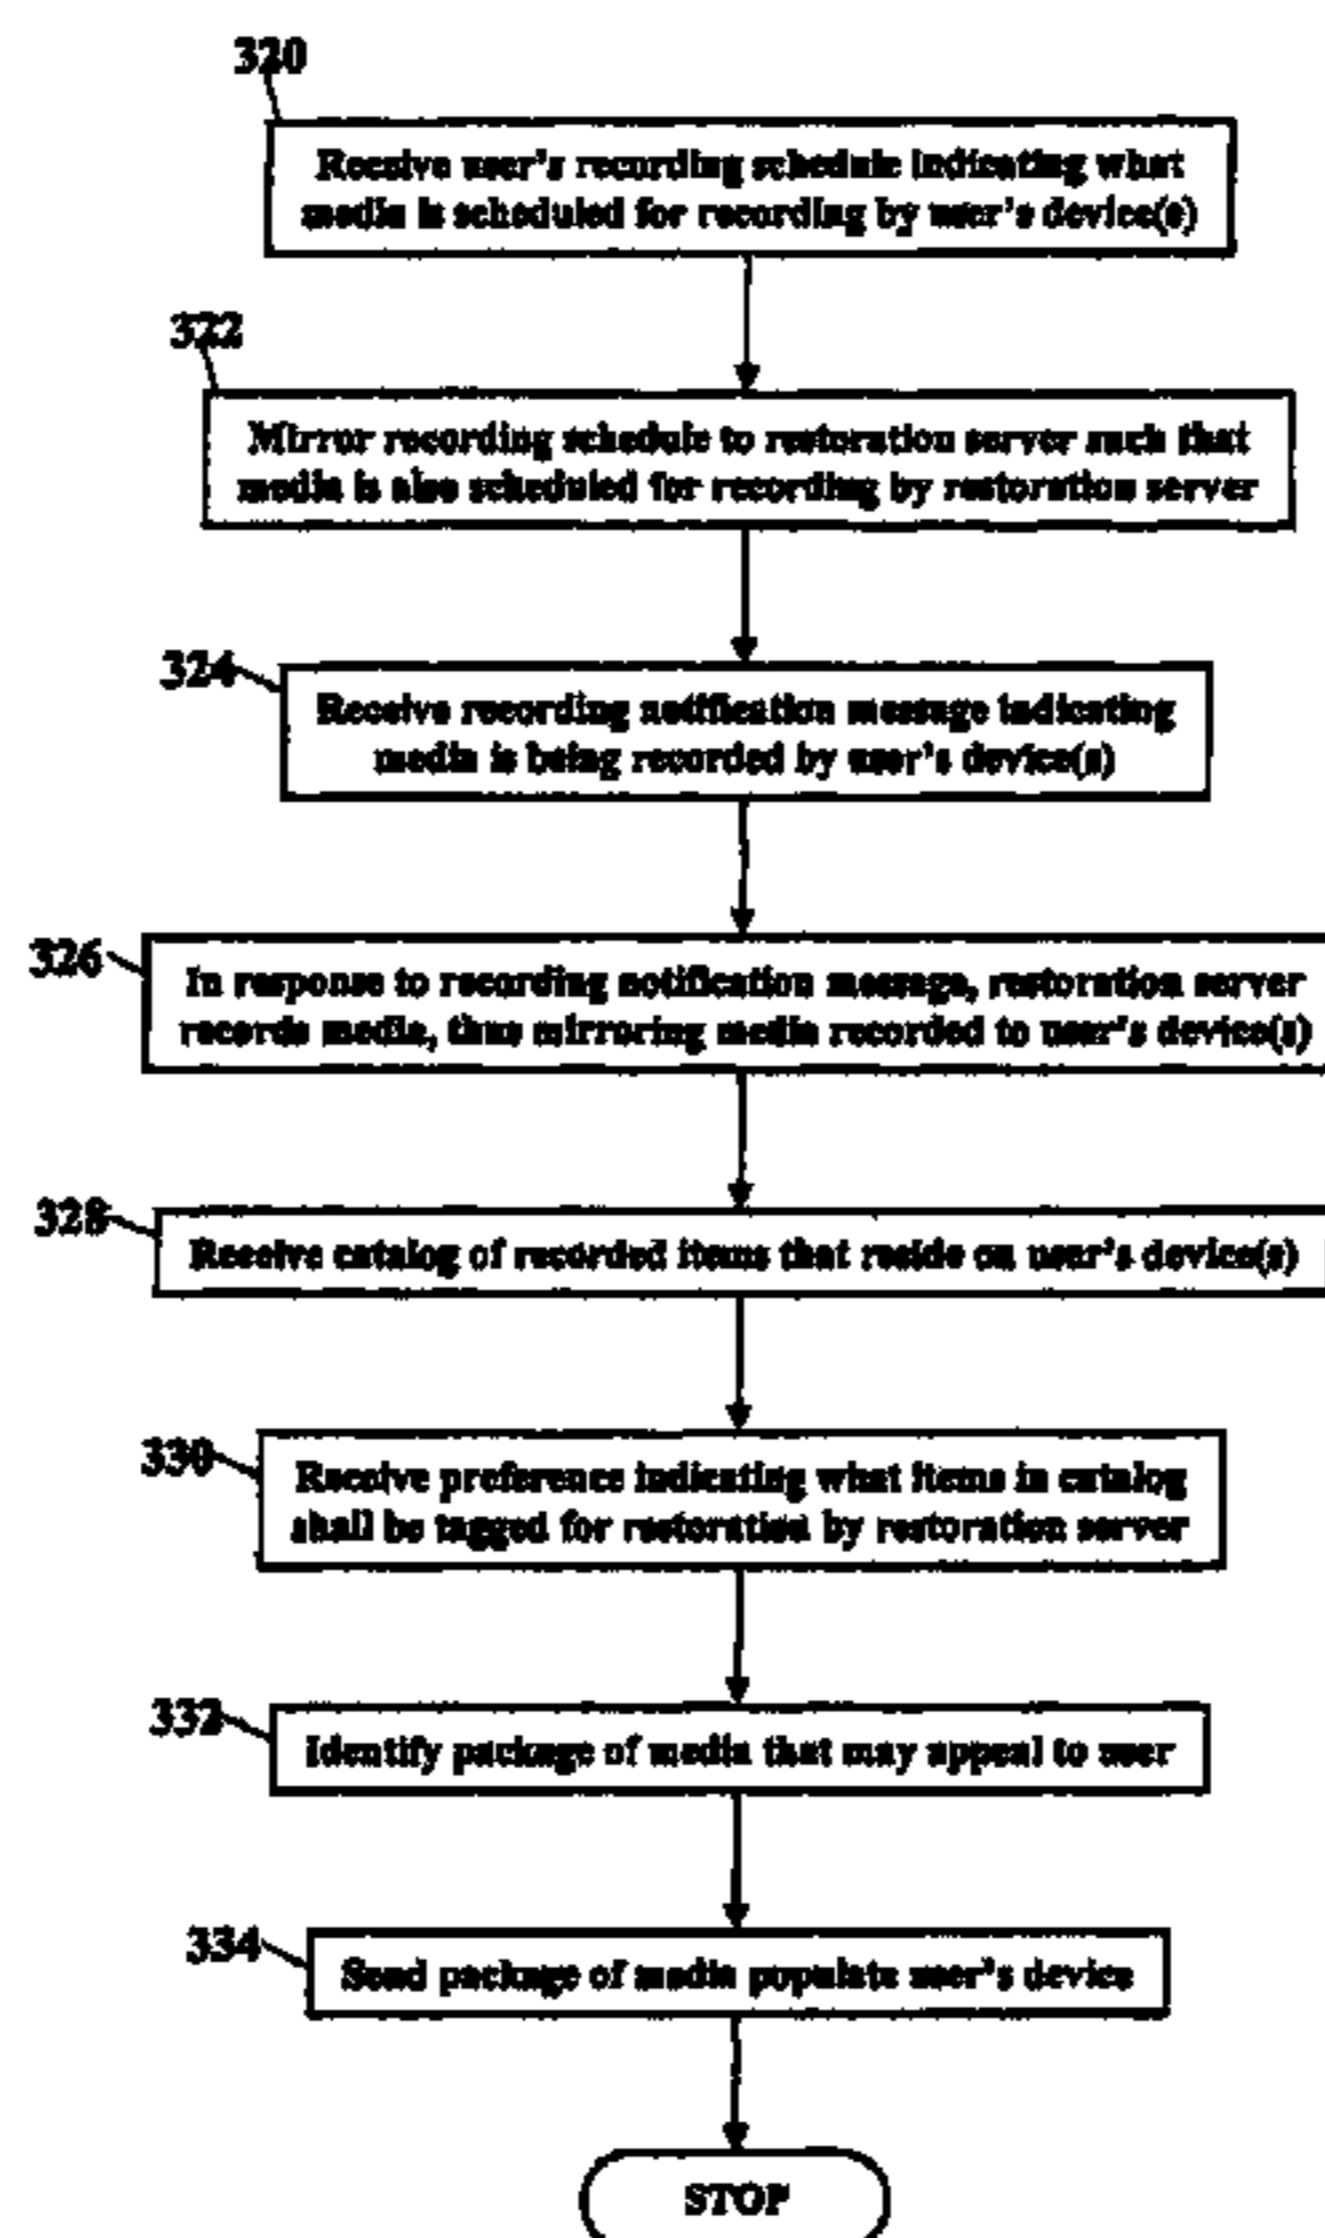 320
Receive user's recording schedule indicating what
media is scheduled for recording by user's device(s)
322
Mirror recording schedule to restoration server such that
media is also scheduled for recording by restoration server
324
Receive recording notification message indicating
media is being recorded by user's device(s)
326
In response to recording notification message, restoration server
records media, thus mirroring media recorded to user's device(s)
328
Receive catalog of recorded items that reside on user's device(s)
330
Receive preference indicating what items in catalog
shall be tagged for restoration by restoration server
332
Identify package of media that may appeal to user
334
Send package of media populate user's device
STOP